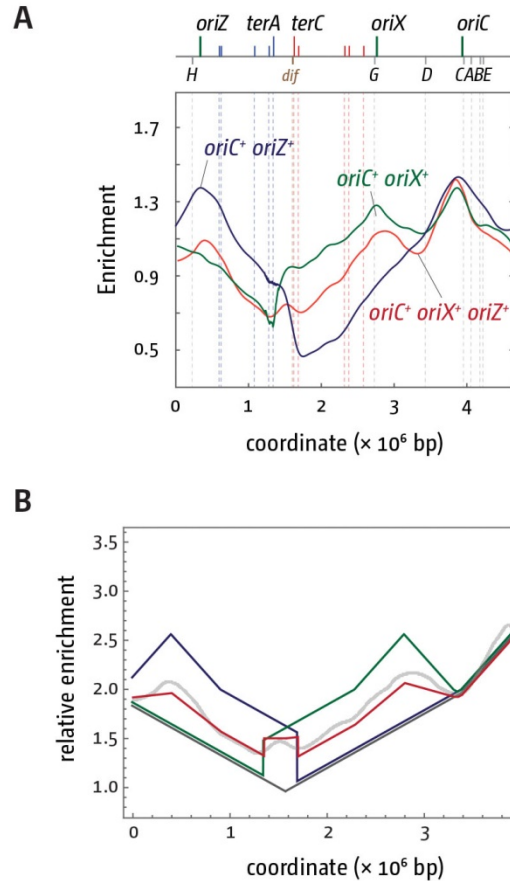 A
oriZ terA terC oriX oriC
H dif G D CABE
1.7
1.3
0.9
0.5
Enrichment
oriC+ oriZ+
oriC+ oriX+
oriC+ oriX+ oriZ+
0 1 2 3 4
coordinate (× 10⁶ bp)
B
3.5
3.0
2.5
2.0
1.5
1.0
relative enrichment
0 1 2 3
coordinate (× 10⁶ bp)